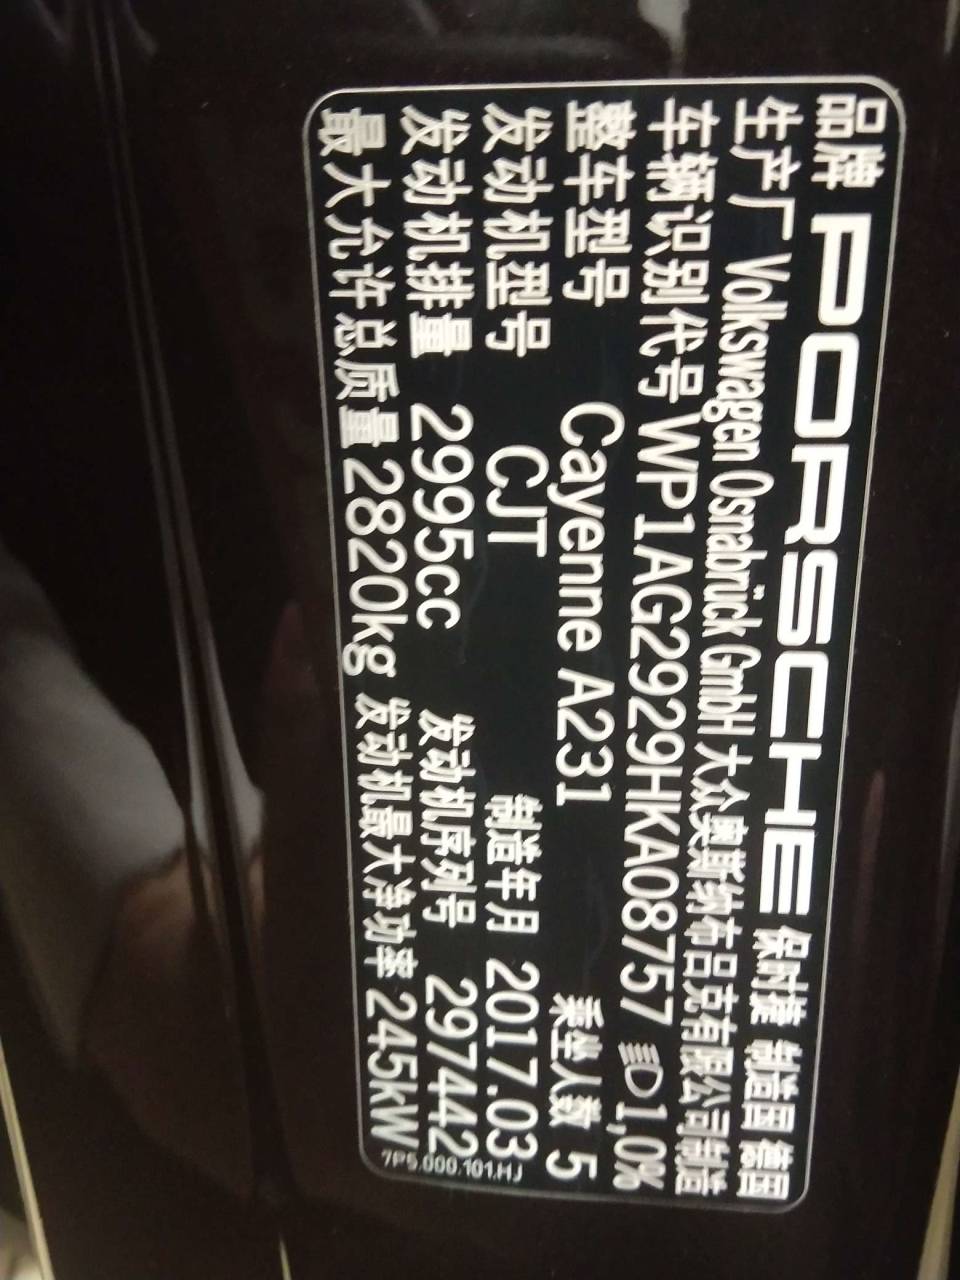 品牌 PORSCHE 保时捷 制造国 德国
生产厂 Volkswagen Osnabrück GmbH 大众奥斯纳布吕克有限公司制造
车辆识别代号 WP1AG2929HKA08757 1,0%
整车型号 Cayenne A231 乘坐人数 5
发动机型号 CJT 制造年月 2017.03
发动机排量 2995cc 发动机序列号 297442
最大允许总质量 2820kg 发动机最大净功率 245kW
7P5.000.101.HJ